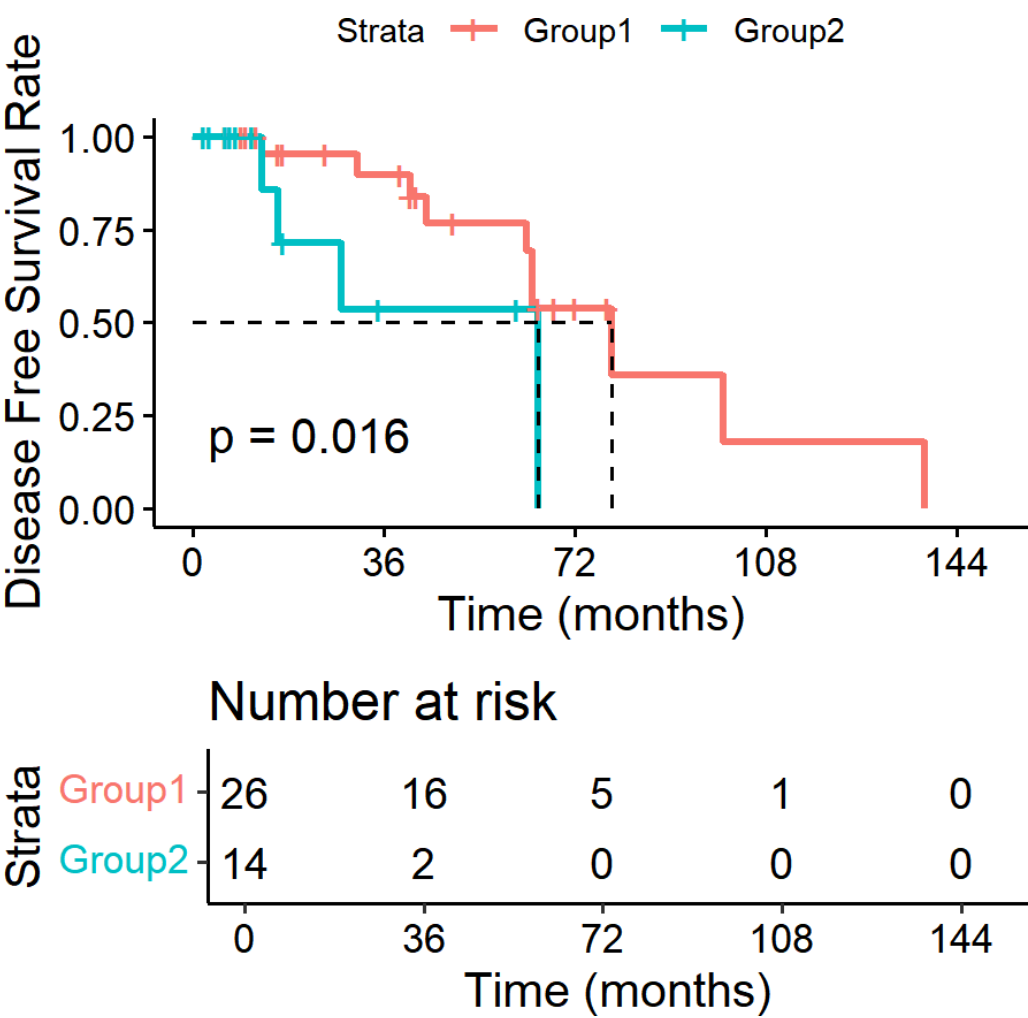 Strata Group1 Group2
Disease Free Survival Rate
1.00
0.75
0.50
0.25
0.00
p = 0.016
0 36 72 108 144
Time (months)
Number at risk
Strata
Group1 26 16 5 1 0
Group2 14 2 0 0 0
0 36 72 108 144
Time (months)